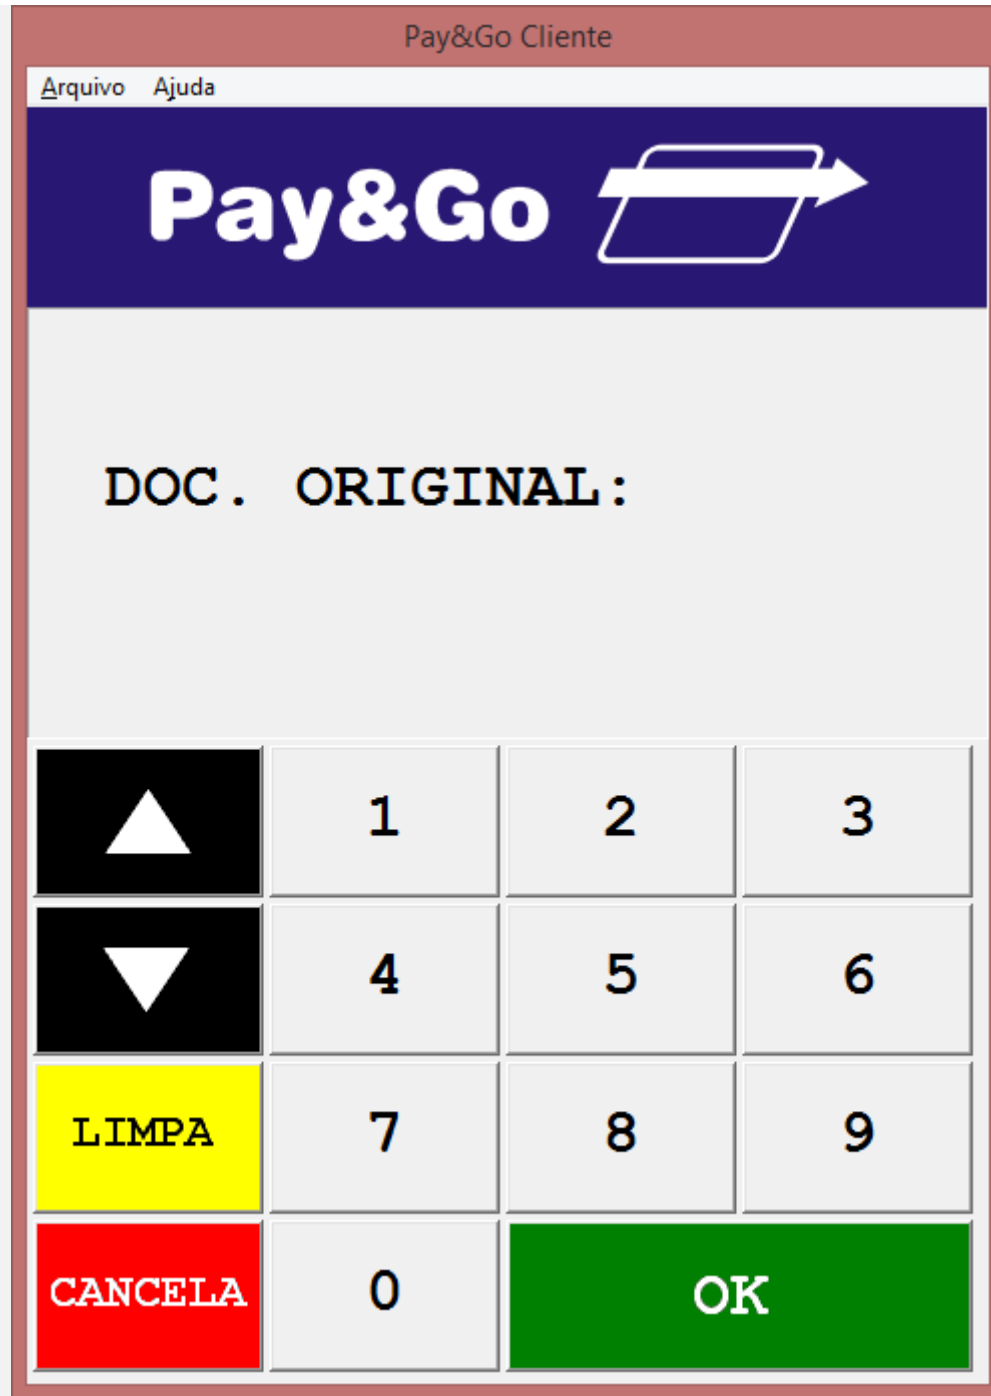 Pay&Go Cliente
Arquivo Ajuda
Pay&Go
DOC. ORIGINAL:
1 2 3
4 5 6
LIMPA 7 8 9
CANCELA 0 OK